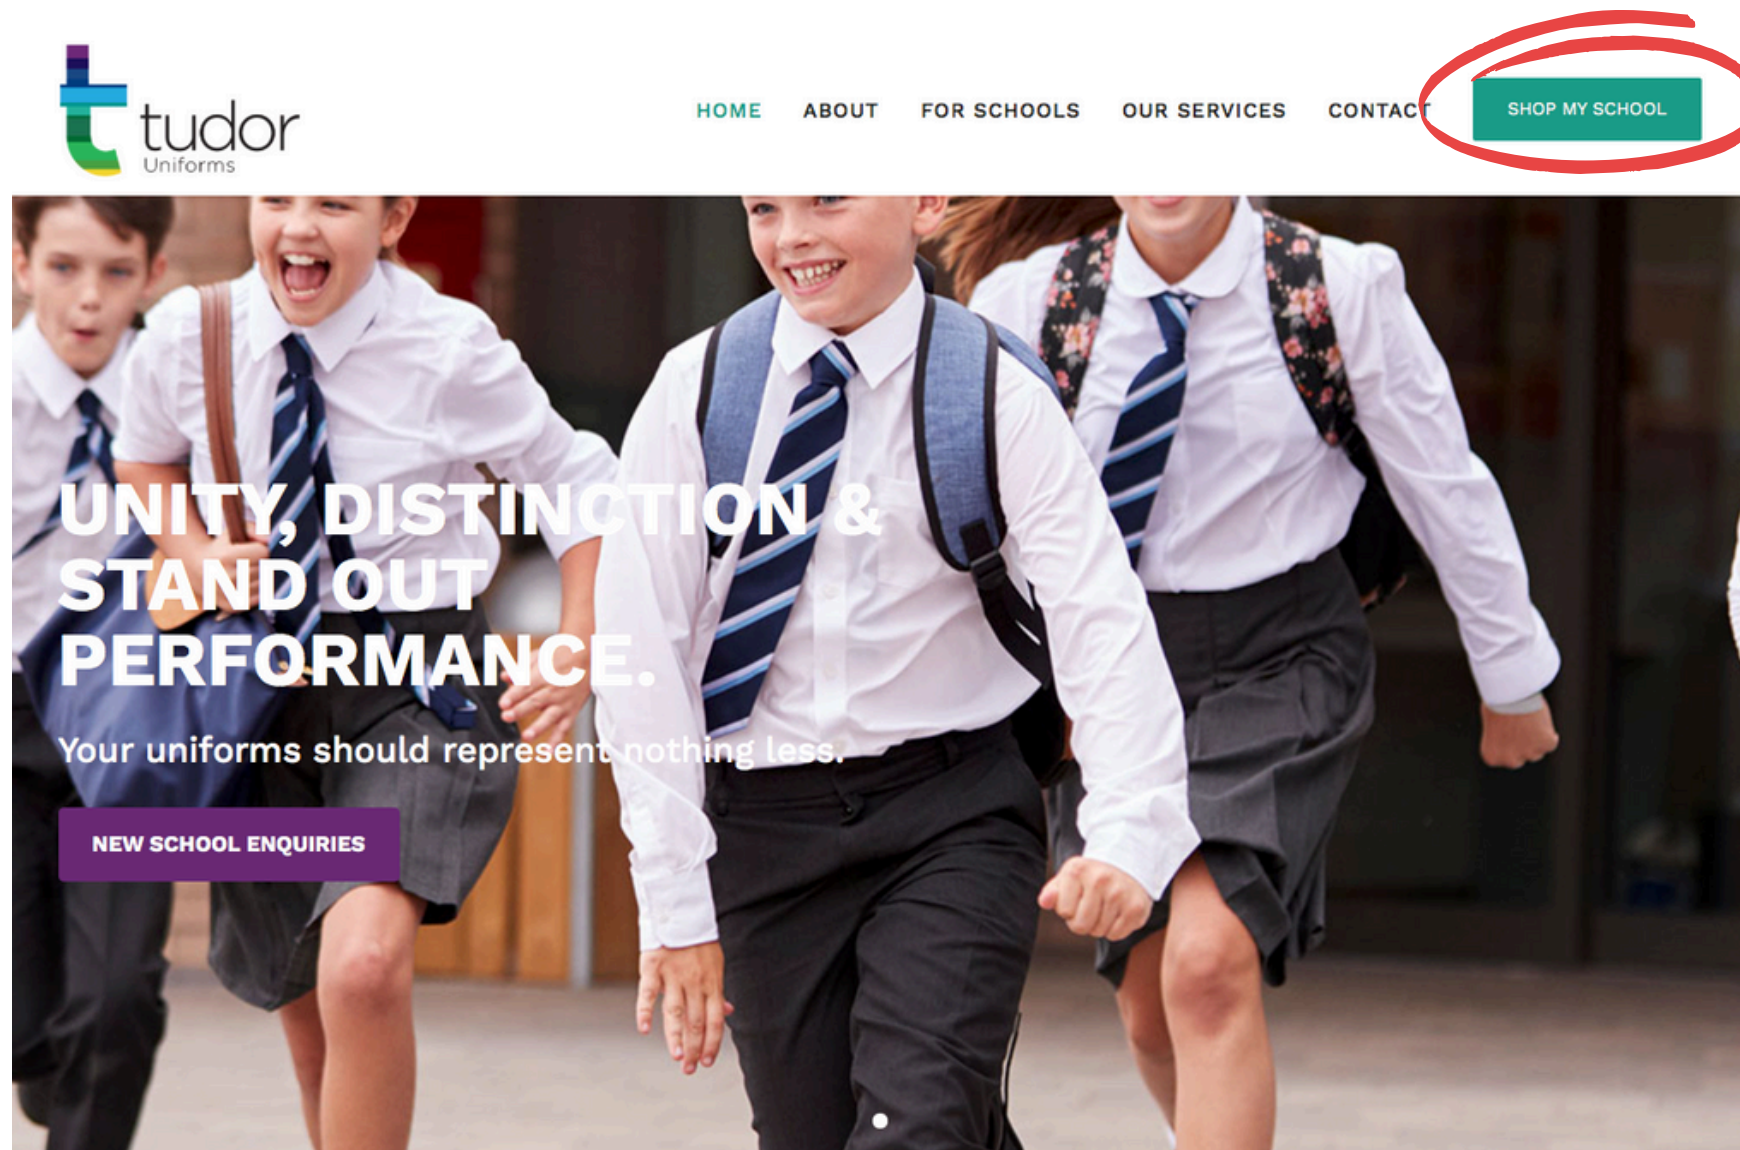 tudor
Uniforms
HOME ABOUT FOR SCHOOLS OUR SERVICES CONTACT SHOP MY SCHOOL
UNITY, DISTINCTION &
STAND OUT
PERFORMANCE.
Your uniforms should represent nothing less.
NEW SCHOOL ENQUIRIES